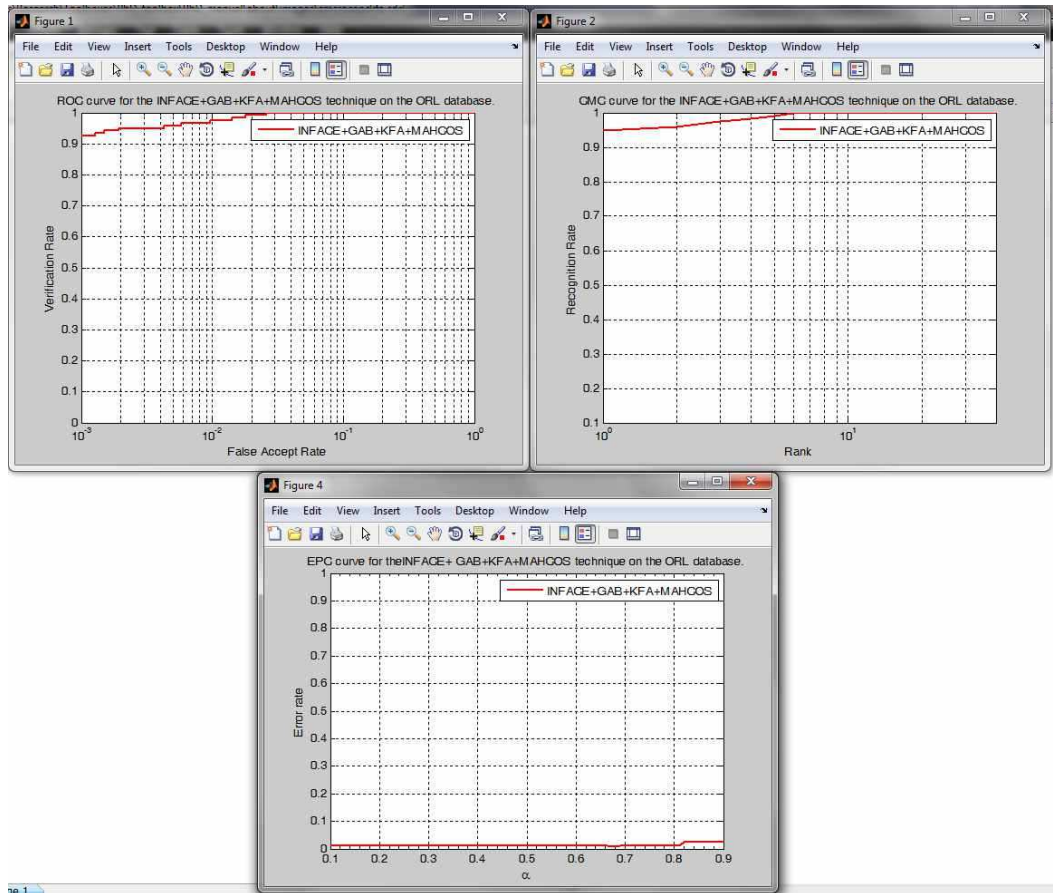 Figure 1
File Edit View Insert Tools Desktop Window Help
ROC curve for the INFACE+GAB+KFA+MAHCOS technique on the ORL database.
INFACE+GAB+KFA+MAHCOS
1
0.9
0.8
0.7
0.6
0.5
0.4
0.3
0.2
0.1
0
Verification Rate
10-3 10-2 10-1 100
False Accept Rate
Figure 2
File Edit View Insert Tools Desktop Window Help
CMC curve for the INFACE+GAB+KFA+MAHCOS technique on the ORL database.
INFACE+GAB+KFA+MAHCOS
1
0.9
0.8
0.7
0.6
0.5
0.4
0.3
0.2
0.1
Recognition Rate
100 101
Rank
Figure 4
File Edit View Insert Tools Desktop Window Help
EPC curve for theINFACE+ GAB+KFA+MAHCOS technique on the ORL database.
INFACE+GAB+KFA+MAHCOS
1
0.9
0.8
0.7
0.6
0.5
0.4
0.3
0.2
0.1
0
Error rate
0.1 0.2 0.3 0.4 0.5 0.6 0.7 0.8 0.9
α